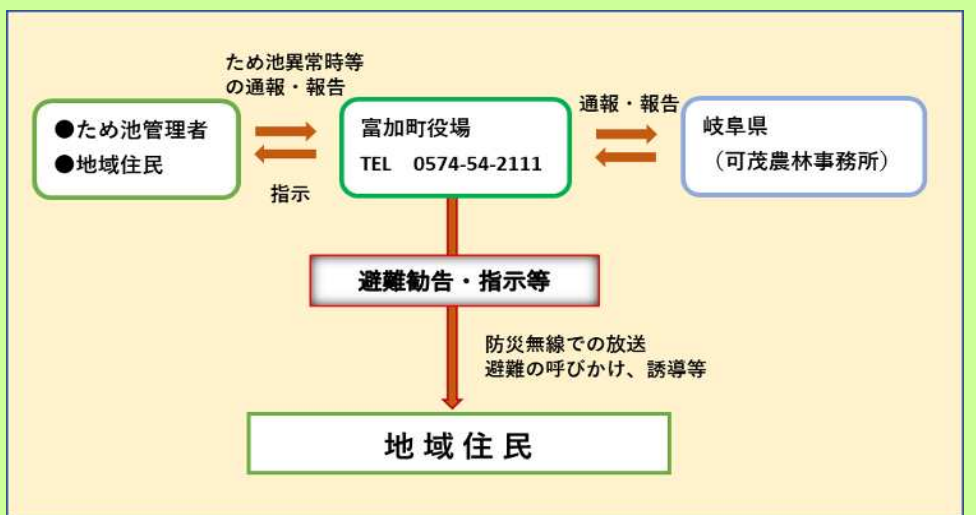 ため池異常時等
の通報・報告
通報・報告
●ため池管理者
●地域住民
富加町役場
TEL 0574-54-2111
岐阜県
（可茂農林事務所）
指示
避難勧告・指示等
防災無線での放送
避難の呼びかけ、誘導等
地域住民